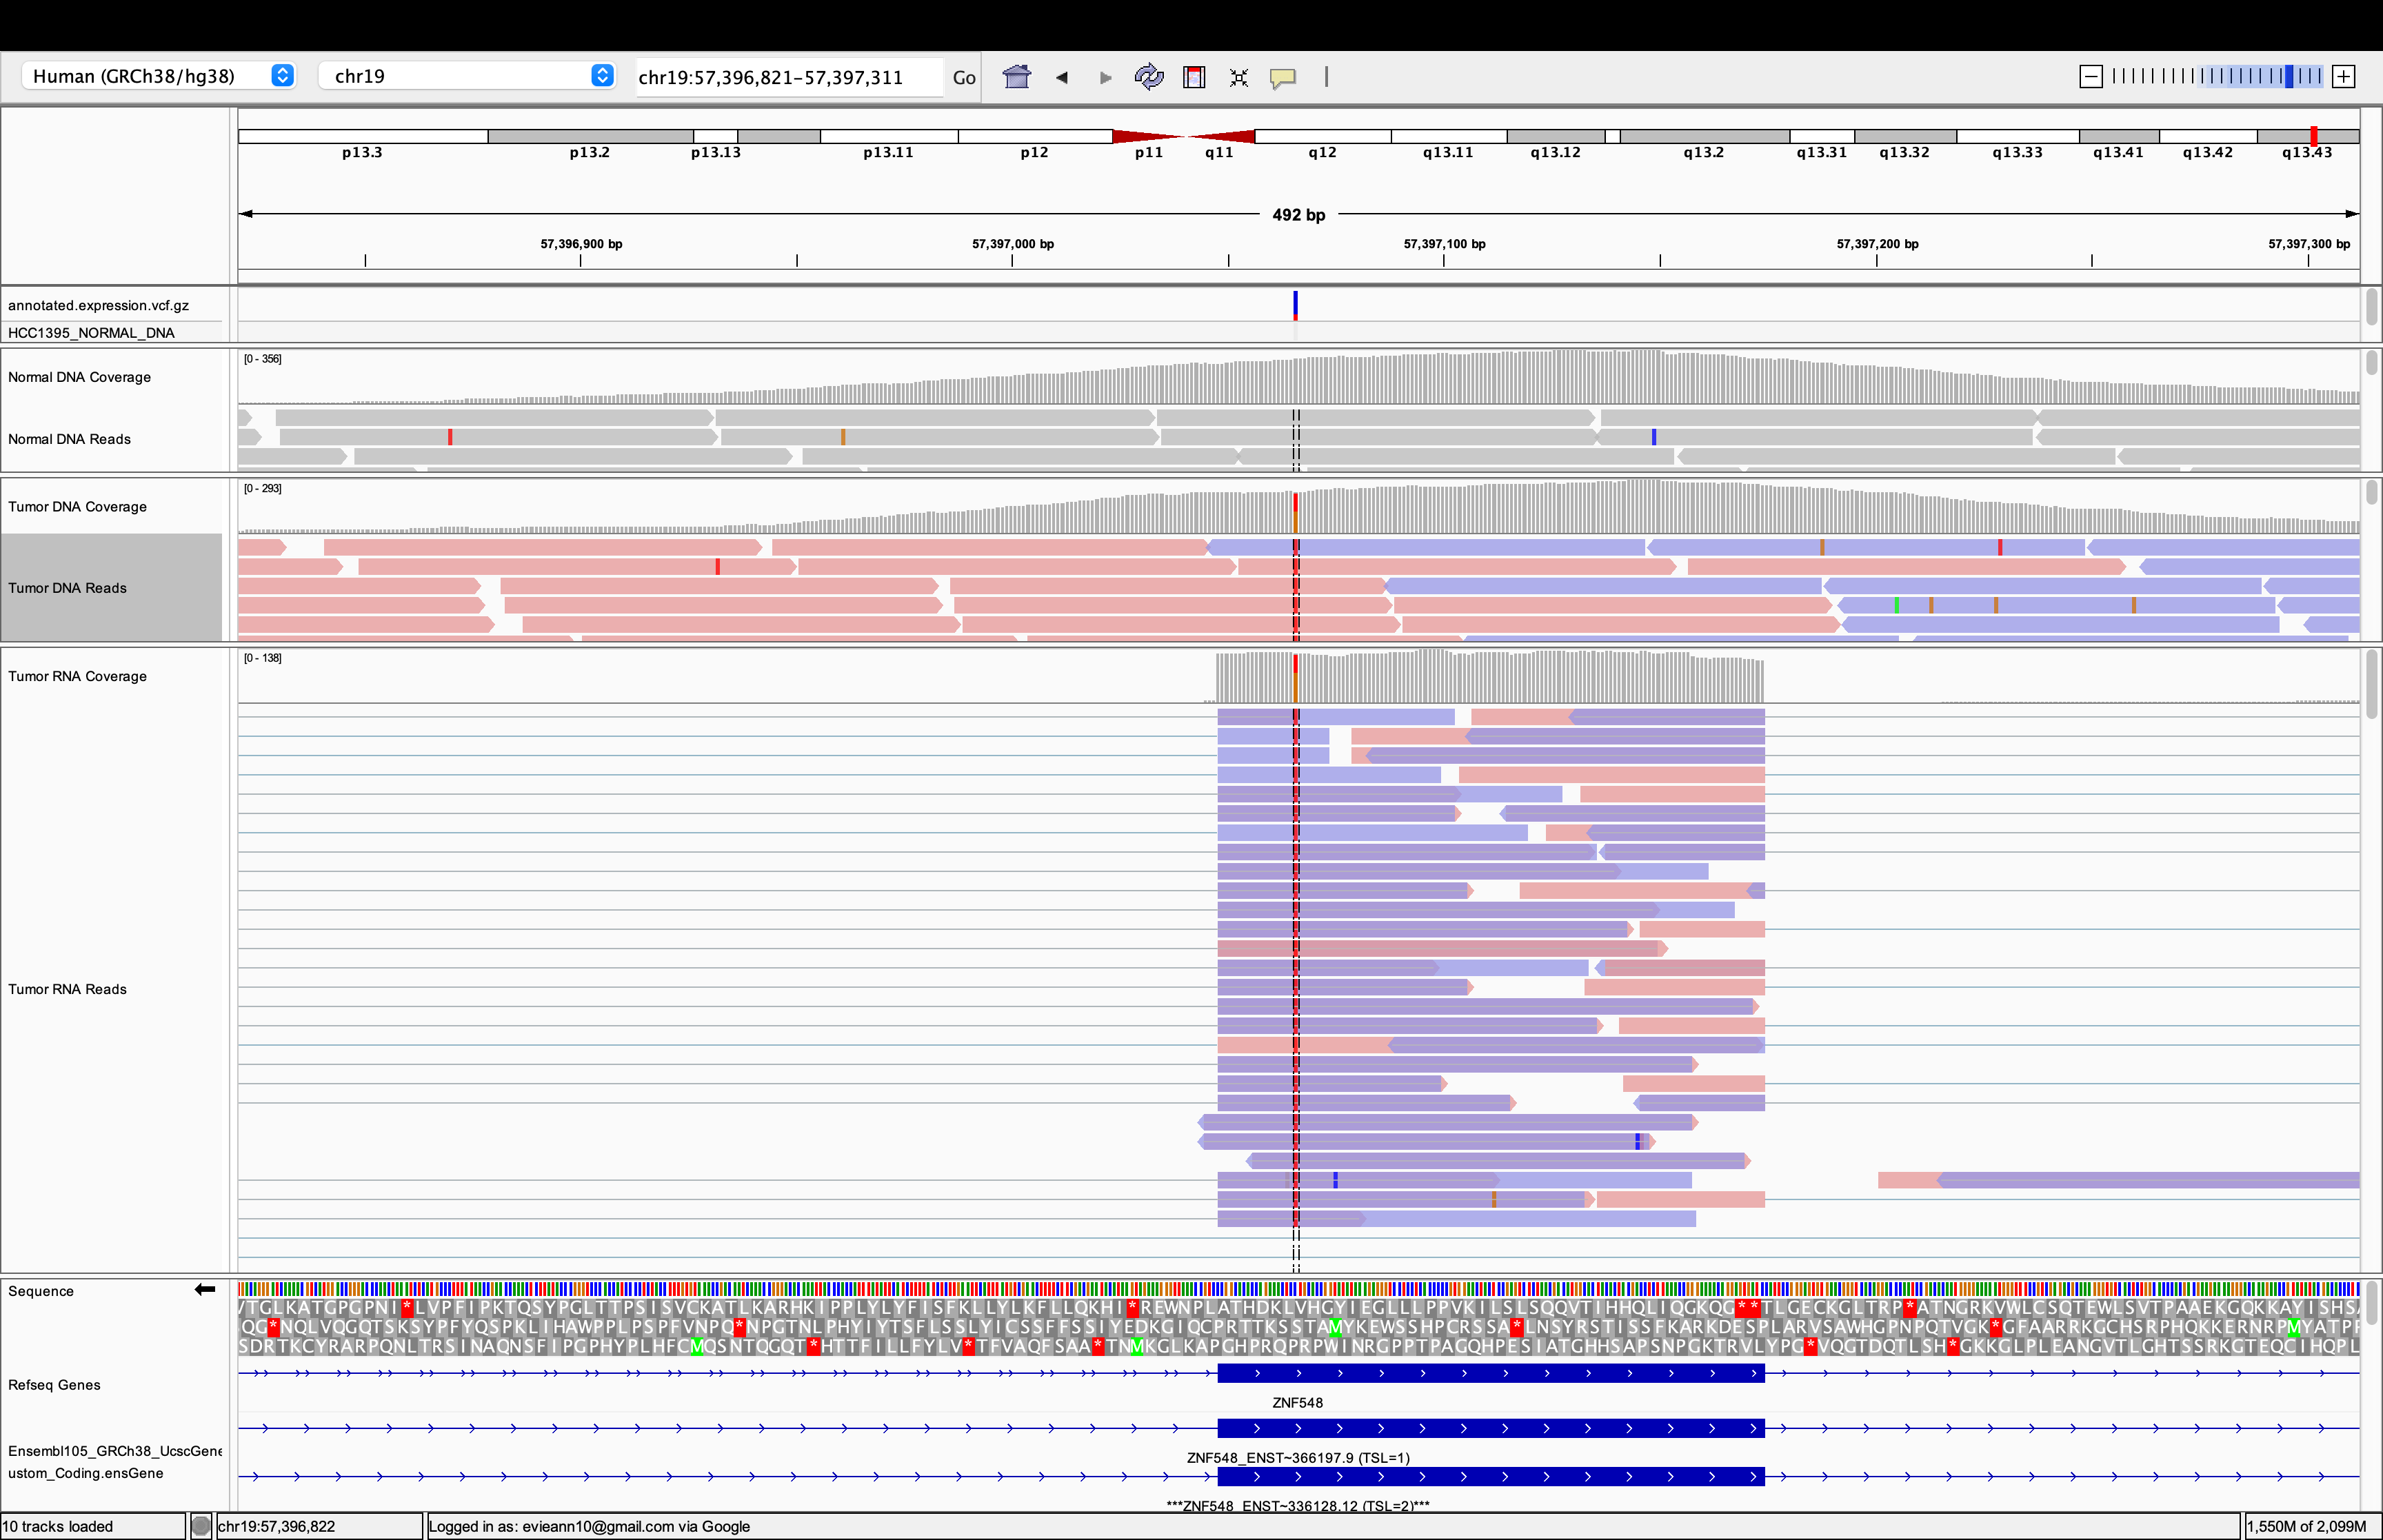 Human (GRCh38/hg38) chr19 chr19:57,396,821-57,397,311 Go
p13.3 p13.2 p13.13 p13.11 p12 p11 q11 q12 q13.11 q13.12 q13.2 q13.31 q13.32 q13.33 q13.41 q13.42 q13.43
492 bp
57,396,900 bp 57,397,000 bp 57,397,100 bp 57,397,200 bp 57,397,300 bp
annotated.expression.vcf.gz
HCC1395_NORMAL_DNA
[0 - 356]
Normal DNA Coverage
Normal DNA Reads
[0 - 293]
Tumor DNA Coverage
Tumor DNA Reads
[0 - 138]
Tumor RNA Coverage
Tumor RNA Reads
Sequence
Refseq Genes
ZNF548
Ensembl105_GRCh38_UcscGene
ZNF548_ENST~366197.9 (TSL=1)
ustom_Coding.ensGene
***ZNF548_ENST~336128.12 (TSL=2)***
10 tracks loaded chr19:57,396,822 Logged in as: evieann10@gmail.com via Google 1,550M of 2,099M